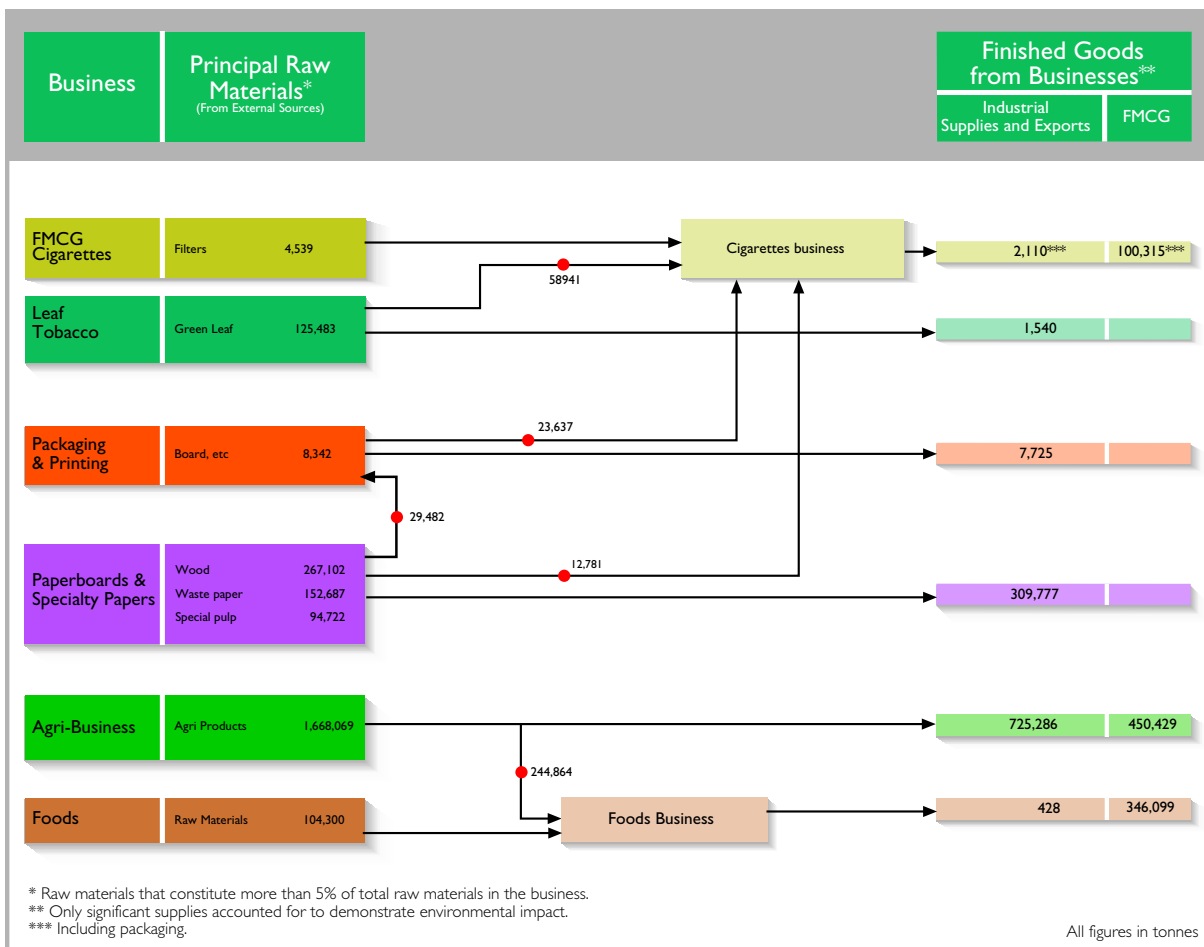 Business
Principal Raw
Materials*
(From External Sources)
Finished Goods
from Businesses**
Industrial
Supplies and Exports
FMCG
FMCG
Cigarettes
Filters 4,539
Cigarettes business
2,110*** 100,315***
58941
Leaf
Tobacco
Green Leaf 125,483
1,540
23,637
Packaging
& Printing
Board, etc 8,342
7,725
29,482
Paperboards &
Specialty Papers
Wood 267,102
Waste paper 152,687
Special pulp 94,722
12,781
309,777
Agri-Business
Agri Products 1,668,069
725,286 450,429
244,864
Foods
Raw Materials 104,300
Foods Business
428 346,099
* Raw materials that constitute more than 5% of total raw materials in the business.
** Only significant supplies accounted for to demonstrate environmental impact.
*** Including packaging.
All figures in tonnes